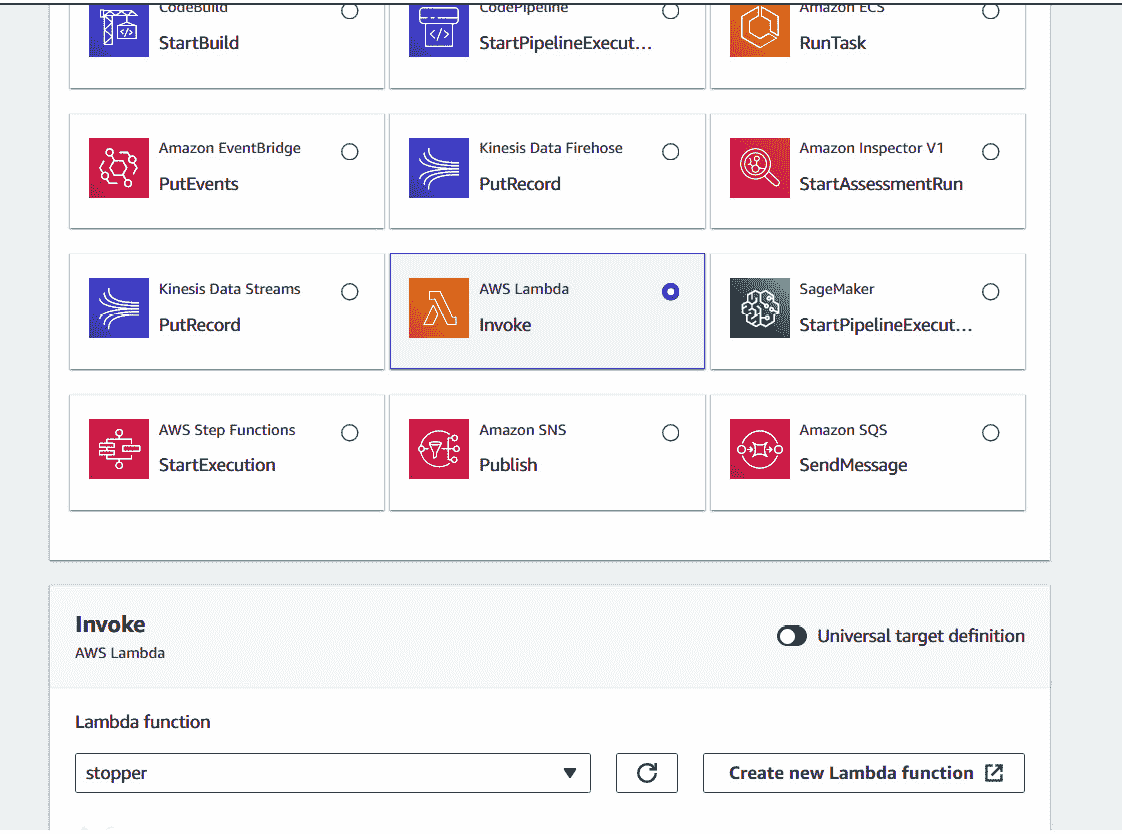 CodeBuild
StartBuild
CodePipeline
StartPipelineExecut...
Amazon ECS
RunTask
Amazon EventBridge
PutEvents
Kinesis Data Firehose
PutRecord
Amazon Inspector V1
StartAssessmentRun
Kinesis Data Streams
PutRecord
AWS Lambda
Invoke
SageMaker
StartPipelineExecut...
AWS Step Functions
StartExecution
Amazon SNS
Publish
Amazon SQS
SendMessage
Invoke
AWS Lambda
Universal target definition
Lambda function
stopper
Create new Lambda function